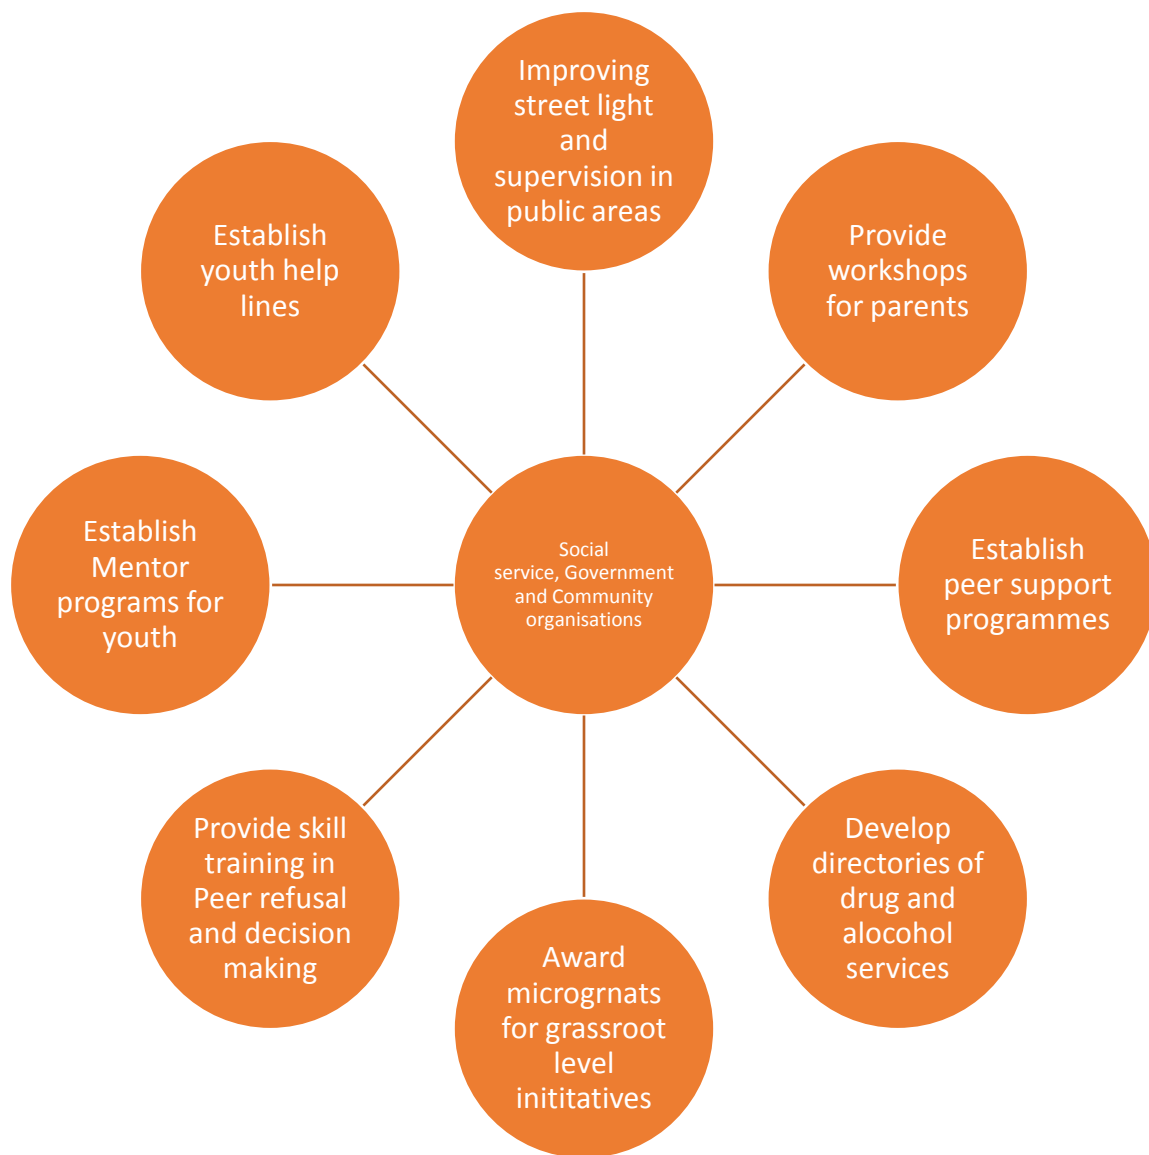 Improving
street light
and
supervision in
public areas
Provide
workshops
for parents
Establish
peer support
programmes
Develop
directories of
drug and
alocohol
services
Award
microgrnats
for grassroot
level
inititatives
Provide skill
training in
Peer refusal
and decision
making
Establish
Mentor
programs for
youth
Establish
youth help
lines
Social
service, Government
and Community
organisations